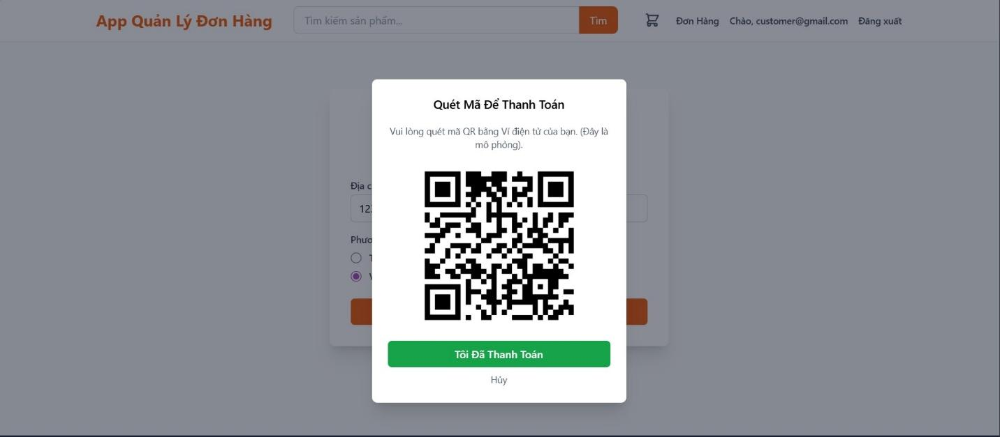 App Quản Lý Đơn Hàng
Tìm kiếm sản phẩm...
Tìm
Đơn Hàng
Chào, customer@gmail.com
Đăng xuất
Quét Mã Để Thanh Toán
Vui lòng quét mã QR bằng Ví điện tử của bạn. (Đây là
mô phỏng).
Địa c
123
Phươ
Tôi Đã Thanh Toán
Hủy